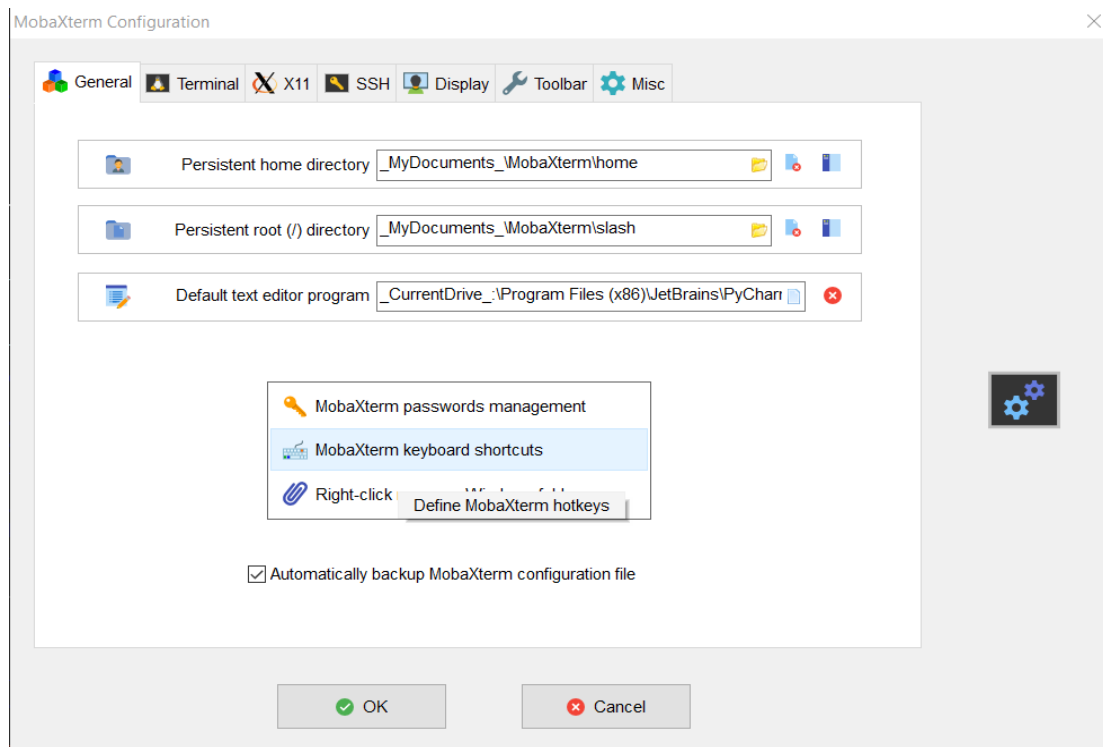 MobaXterm Configuration
General Terminal X11 SSH Display Toolbar Misc
Persistent home directory _MyDocuments_\MobaXterm\home
Persistent root (/) directory _MyDocuments_\MobaXterm\slash
Default text editor program _CurrentDrive_:\Program Files (x86)\JetBrains\
MobaXterm passwords management
MobaXterm keyboard shortcuts
Right-click
Define MobaXterm hotkeys
Automatically backup MobaXterm configuration file
OK Cancel